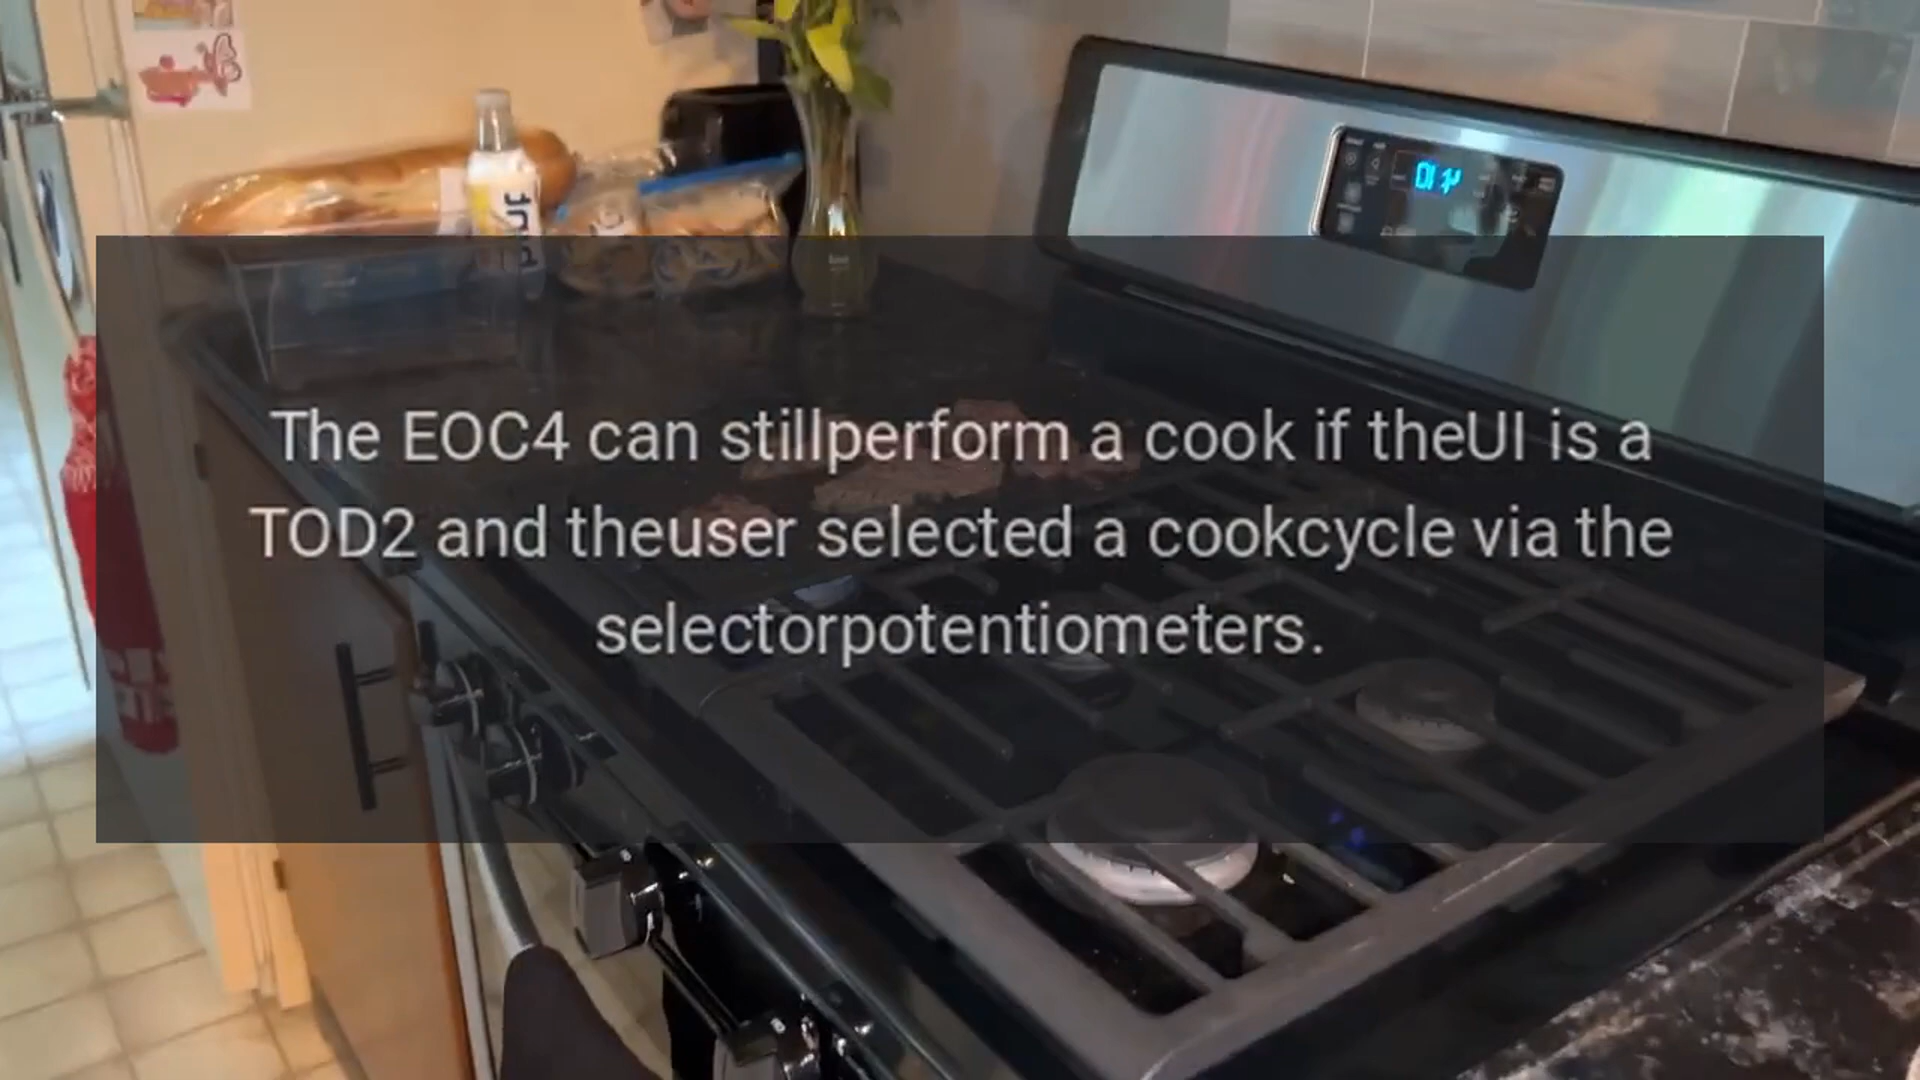 The EOC4 can stillperform a cook if theUI is a
TOD2 and theuser selected a cookcycle via the
selectorpotentiometers.